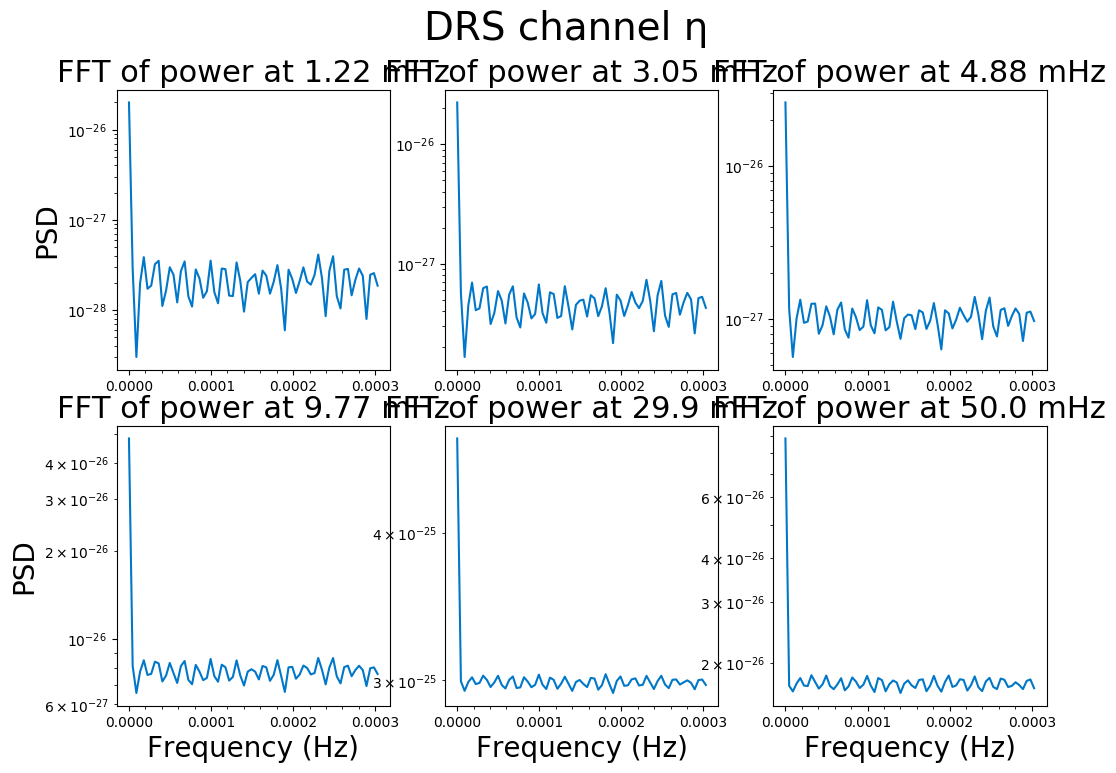 DRS channel η
FFT of power at 1.22 mHz
FFT of power at 3.05 mHz
FFT of power at 4.88 mHz
PSD
10⁻²⁶
10⁻²⁷
10⁻²⁸
0.0000 0.0001 0.0002 0.0003
10⁻²⁶
10⁻²⁷
0.0000 0.0001 0.0002 0.0003
10⁻²⁶
10⁻²⁷
0.0000 0.0001 0.0002 0.0003
FFT of power at 9.77 mHz
FFT of power at 29.9 mHz
FFT of power at 50.0 mHz
PSD
4 × 10⁻²⁶
3 × 10⁻²⁶
2 × 10⁻²⁶
10⁻²⁶
6 × 10⁻²⁷
0.0000 0.0001 0.0002 0.0003
Frequency (Hz)
4 × 10⁻²⁵
3 × 10⁻²⁵
0.0000 0.0001 0.0002 0.0003
Frequency (Hz)
6 × 10⁻²⁶
4 × 10⁻²⁶
3 × 10⁻²⁶
2 × 10⁻²⁶
0.0000 0.0001 0.0002 0.0003
Frequency (Hz)